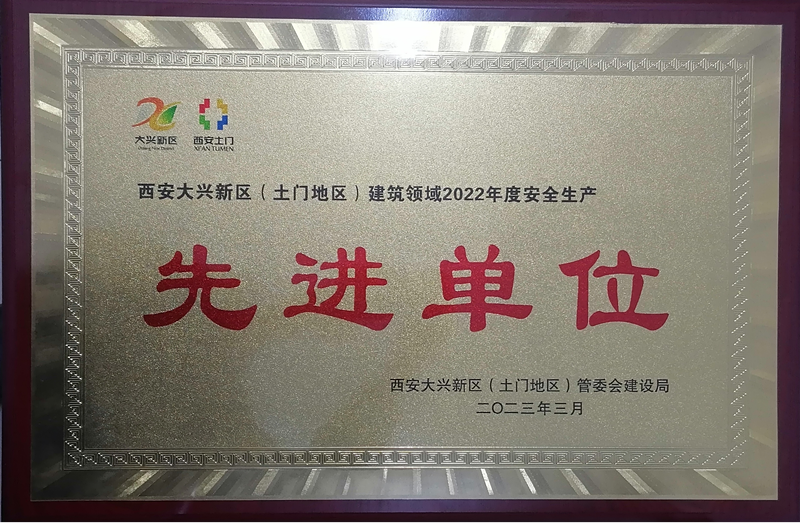 大兴新区 西安土门
Daxing New District XI'AN TUMEN
西安大兴新区（土门地区）建筑领域2022年度安全生产
先进单位
西安大兴新区（土门地区）管委会建设局
二〇二三年三月